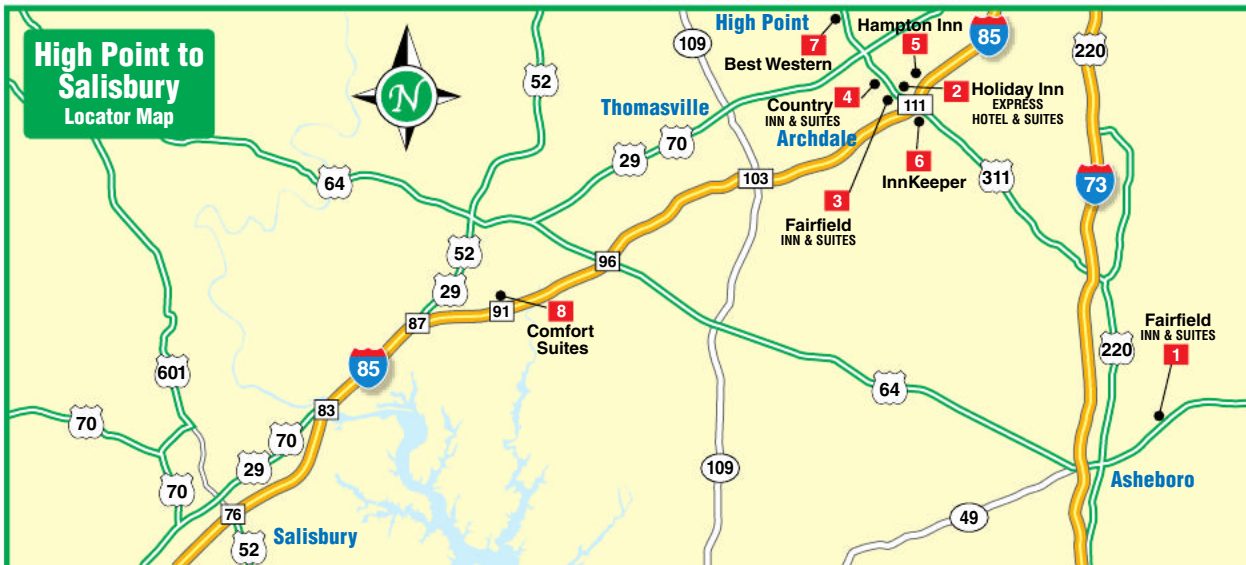 High Point to
Salisbury
Locator Map
N
52
109
High Point
7
Best Western
Hampton Inn
5
85
220
Thomasville
Country
INN & SUITES
4
2
Holiday Inn
EXPRESS
HOTEL & SUITES
111
Archdale
6
InnKeeper
70
29
64
103
3
Fairfield
INN & SUITES
311
73
52
29
96
87
91
8
Comfort
Suites
85
601
83
70
70
29
70
76
52
Salisbury
220
Fairfield
INN & SUITES
1
64
109
49
Asheboro